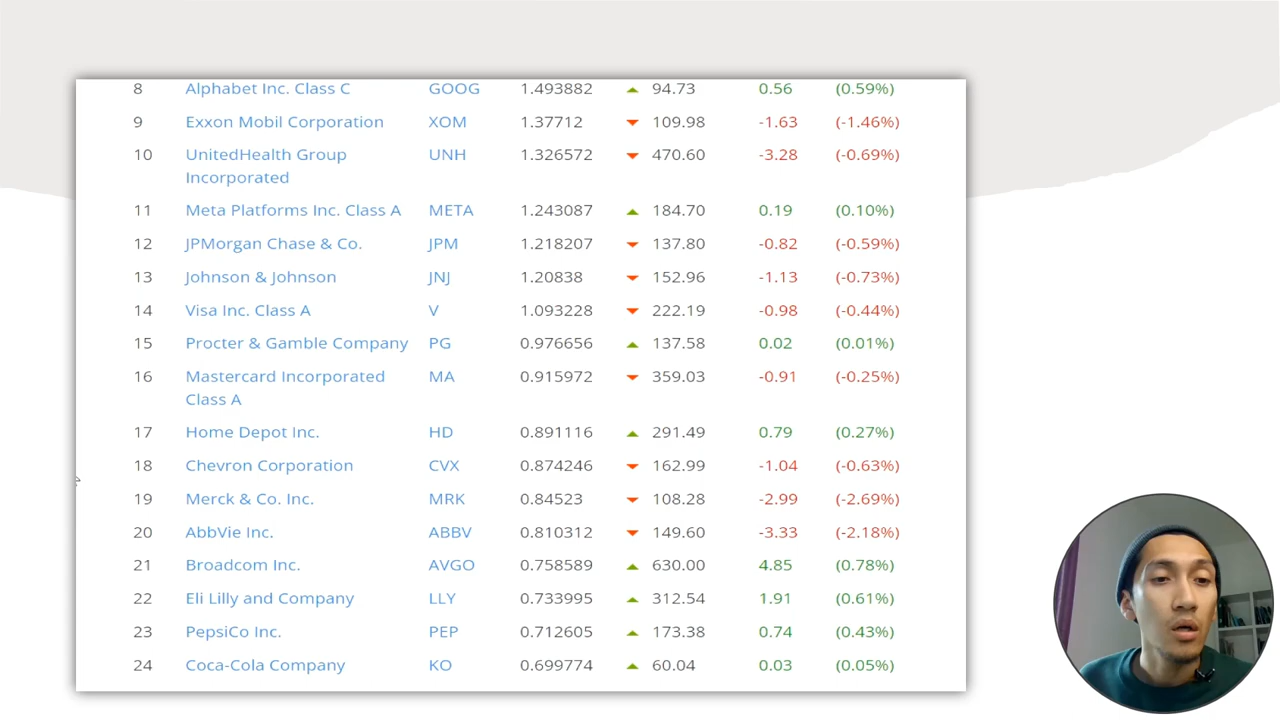 8 Alphabet Inc. Class C GOOG 1.493882 94.73 0.56 (0.59%)
9 Exxon Mobil Corporation XOM 1.37712 109.98 -1.63 (-1.46%)
10 UnitedHealth Group UNH 1.326572 470.60 -3.28 (-0.69%)
Incorporated
11 Meta Platforms Inc. Class A META 1.243087 184.70 0.19 (0.10%)
12 JPMorgan Chase & Co. JPM 1.218207 137.80 -0.82 (-0.59%)
13 Johnson & Johnson JNJ 1.20838 152.96 -1.13 (-0.73%)
14 Visa Inc. Class A V 1.093228 222.19 -0.98 (-0.44%)
15 Procter & Gamble Company PG 0.976656 137.58 0.02 (0.01%)
16 Mastercard Incorporated MA 0.915972 359.03 -0.91 (-0.25%)
Class A
17 Home Depot Inc. HD 0.891116 291.49 0.79 (0.27%)
18 Chevron Corporation CVX 0.874246 162.99 -1.04 (-0.63%)
19 Merck & Co. Inc. MRK 0.84523 108.28 -2.99 (-2.69%)
20 AbbVie Inc. ABBV 0.810312 149.60 -3.33 (-2.18%)
21 Broadcom Inc. AVGO 0.758589 630.00 4.85 (0.78%)
22 Eli Lilly and Company LLY 0.733995 312.54 1.91 (0.61%)
23 PepsiCo Inc. PEP 0.712605 173.38 0.74 (0.43%)
24 Coca-Cola Company KO 0.699774 60.04 0.03 (0.05%)